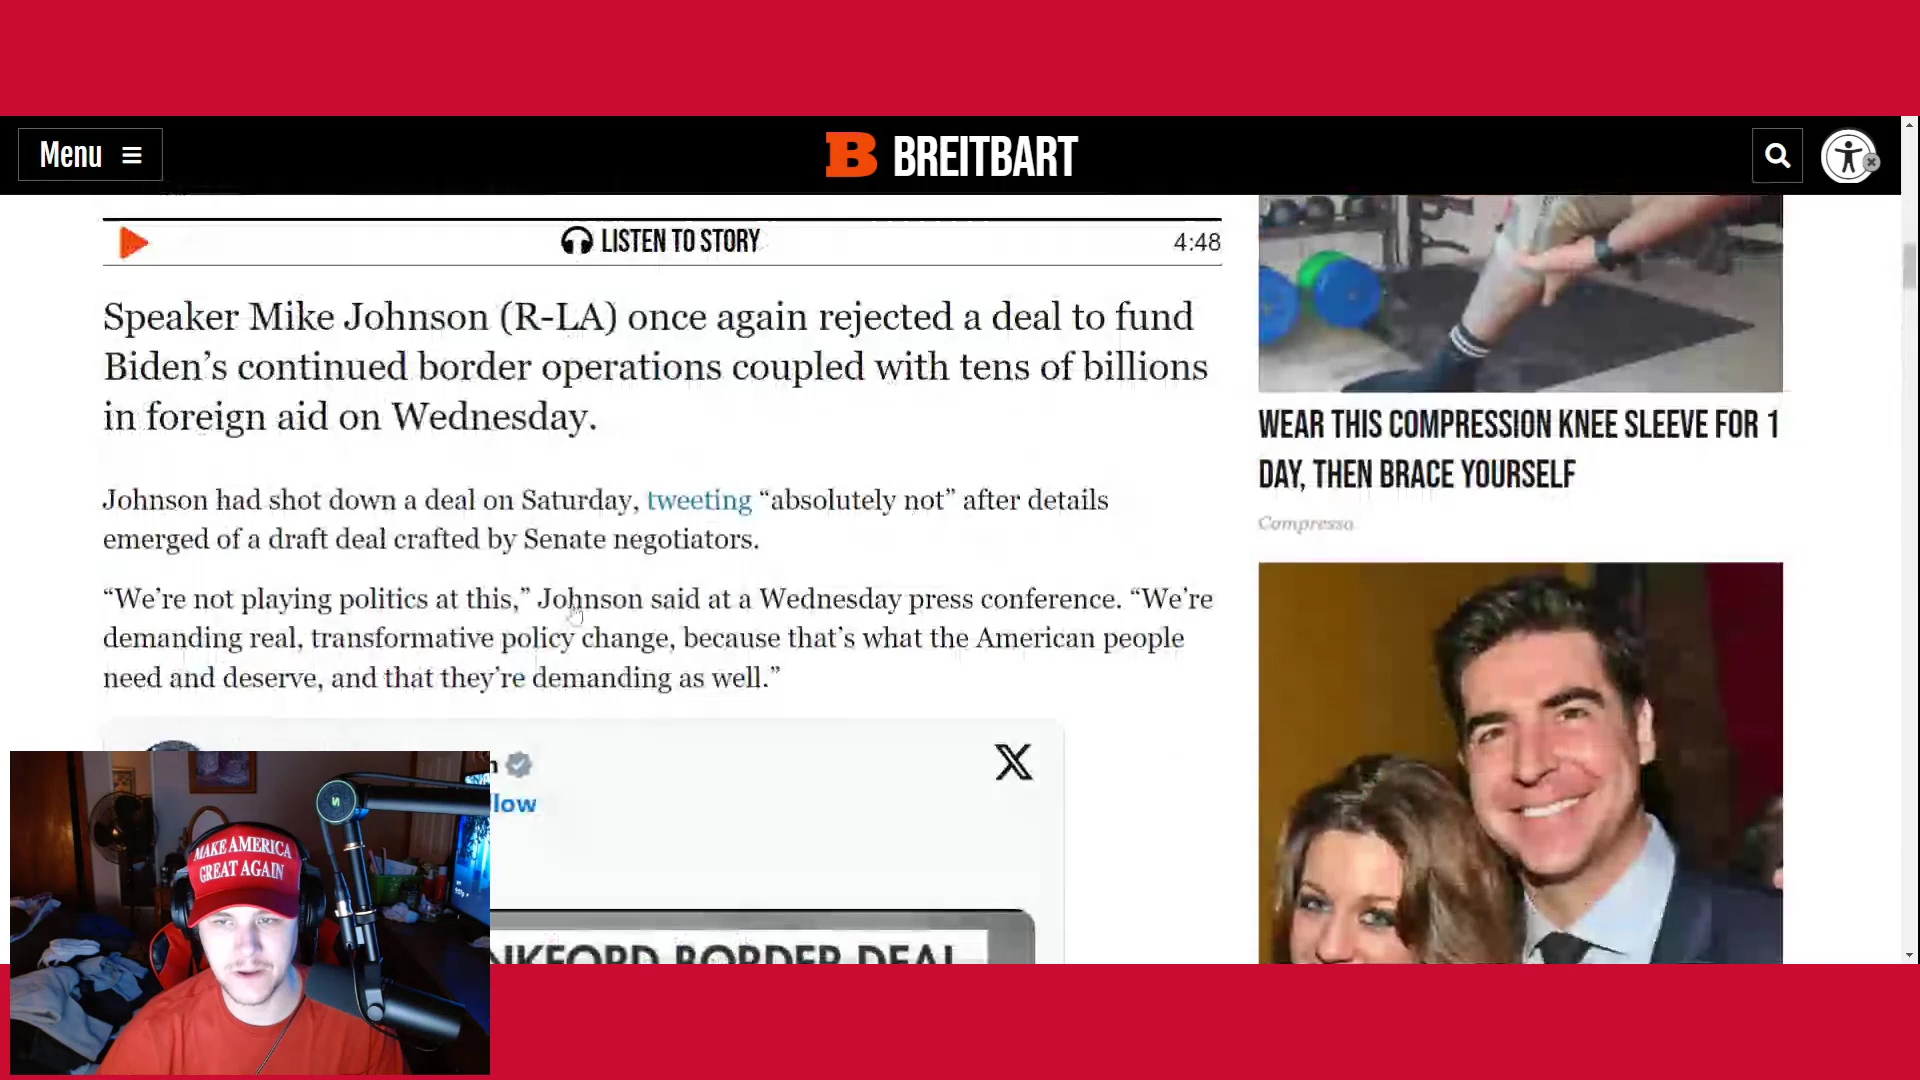 Menu
B BREITBART
LISTEN TO STORY
4:48
Speaker Mike Johnson (R-LA) once again rejected a deal to fund
Biden’s continued border operations coupled with tens of billions
in foreign aid on Wednesday.
Johnson had shot down a deal on Saturday, tweeting “absolutely not” after details
emerged of a draft deal crafted by Senate negotiators.
“We’re not playing politics at this,” Johnson said at a Wednesday press conference. “We’re
demanding real, transformative policy change, because that’s what the American people
need and deserve, and that they’re demanding as well.”
WEAR THIS COMPRESSION KNEE SLEEVE FOR 1
DAY, THEN BRACE YOURSELF
Compressa
X
BORDER DEAL
MAKE AMERICA
GREAT AGAIN